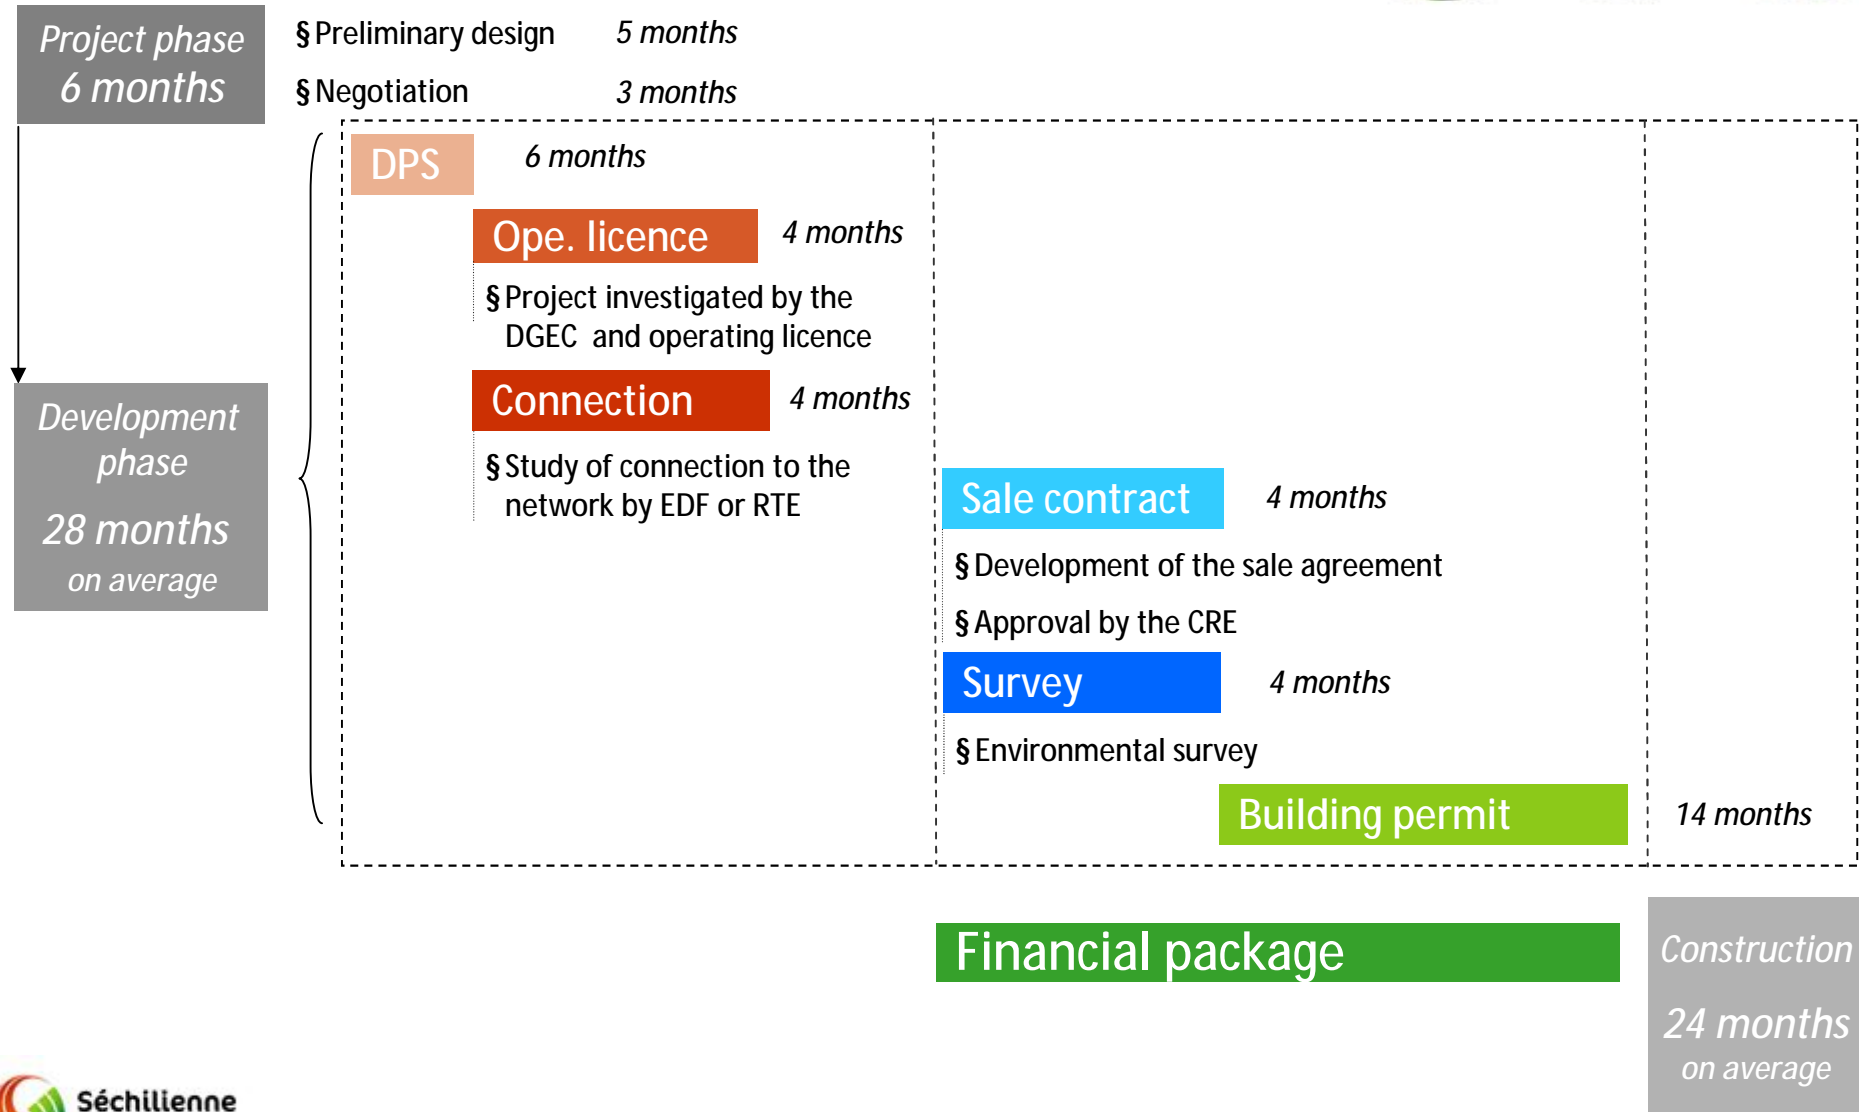 Project phase
6 months
§ Preliminary design 5 months
§ Negotiation 3 months
DPS 6 months
Ope. licence 4 months
§ Project investigated by the
DGEC and operating licence
Connection 4 months
§ Study of connection to the
network by EDF or RTE
Development
phase
28 months
on average
Sale contract 4 months
§ Development of the sale agreement
§ Approval by the CRE
Survey 4 months
§ Environmental survey
Building permit 14 months
Financial package
Construction
24 months
on average
Séchilienne